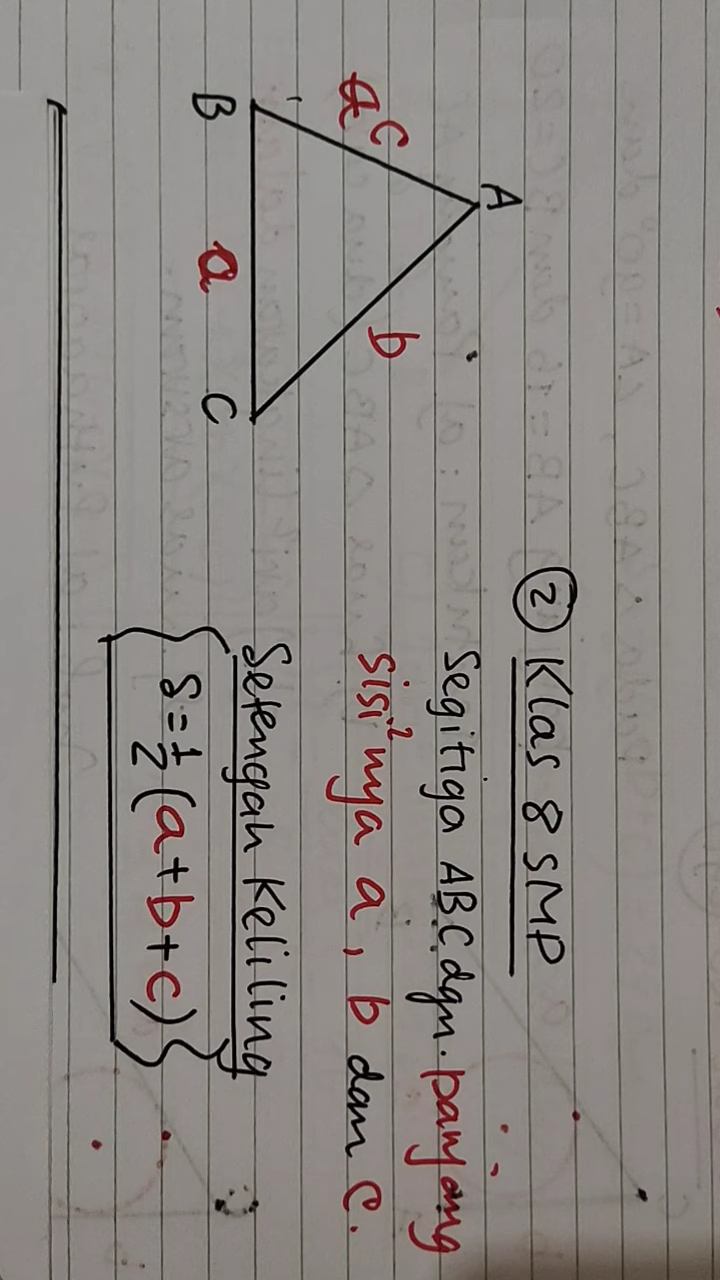 ② Klas 8 SMP
Segitiga ABC dgn. panjang
sisi²nya a, b dan c.
A
c
b
B
a
C
Setengah Keliling
s = 1/2 (a + b + c)